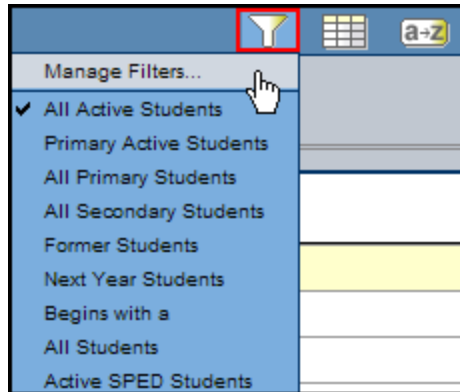 a→z
Manage Filters...
All Active Students
Primary Active Students
All Primary Students
All Secondary Students
Former Students
Next Year Students
Begins with a
All Students
Active SPED Students